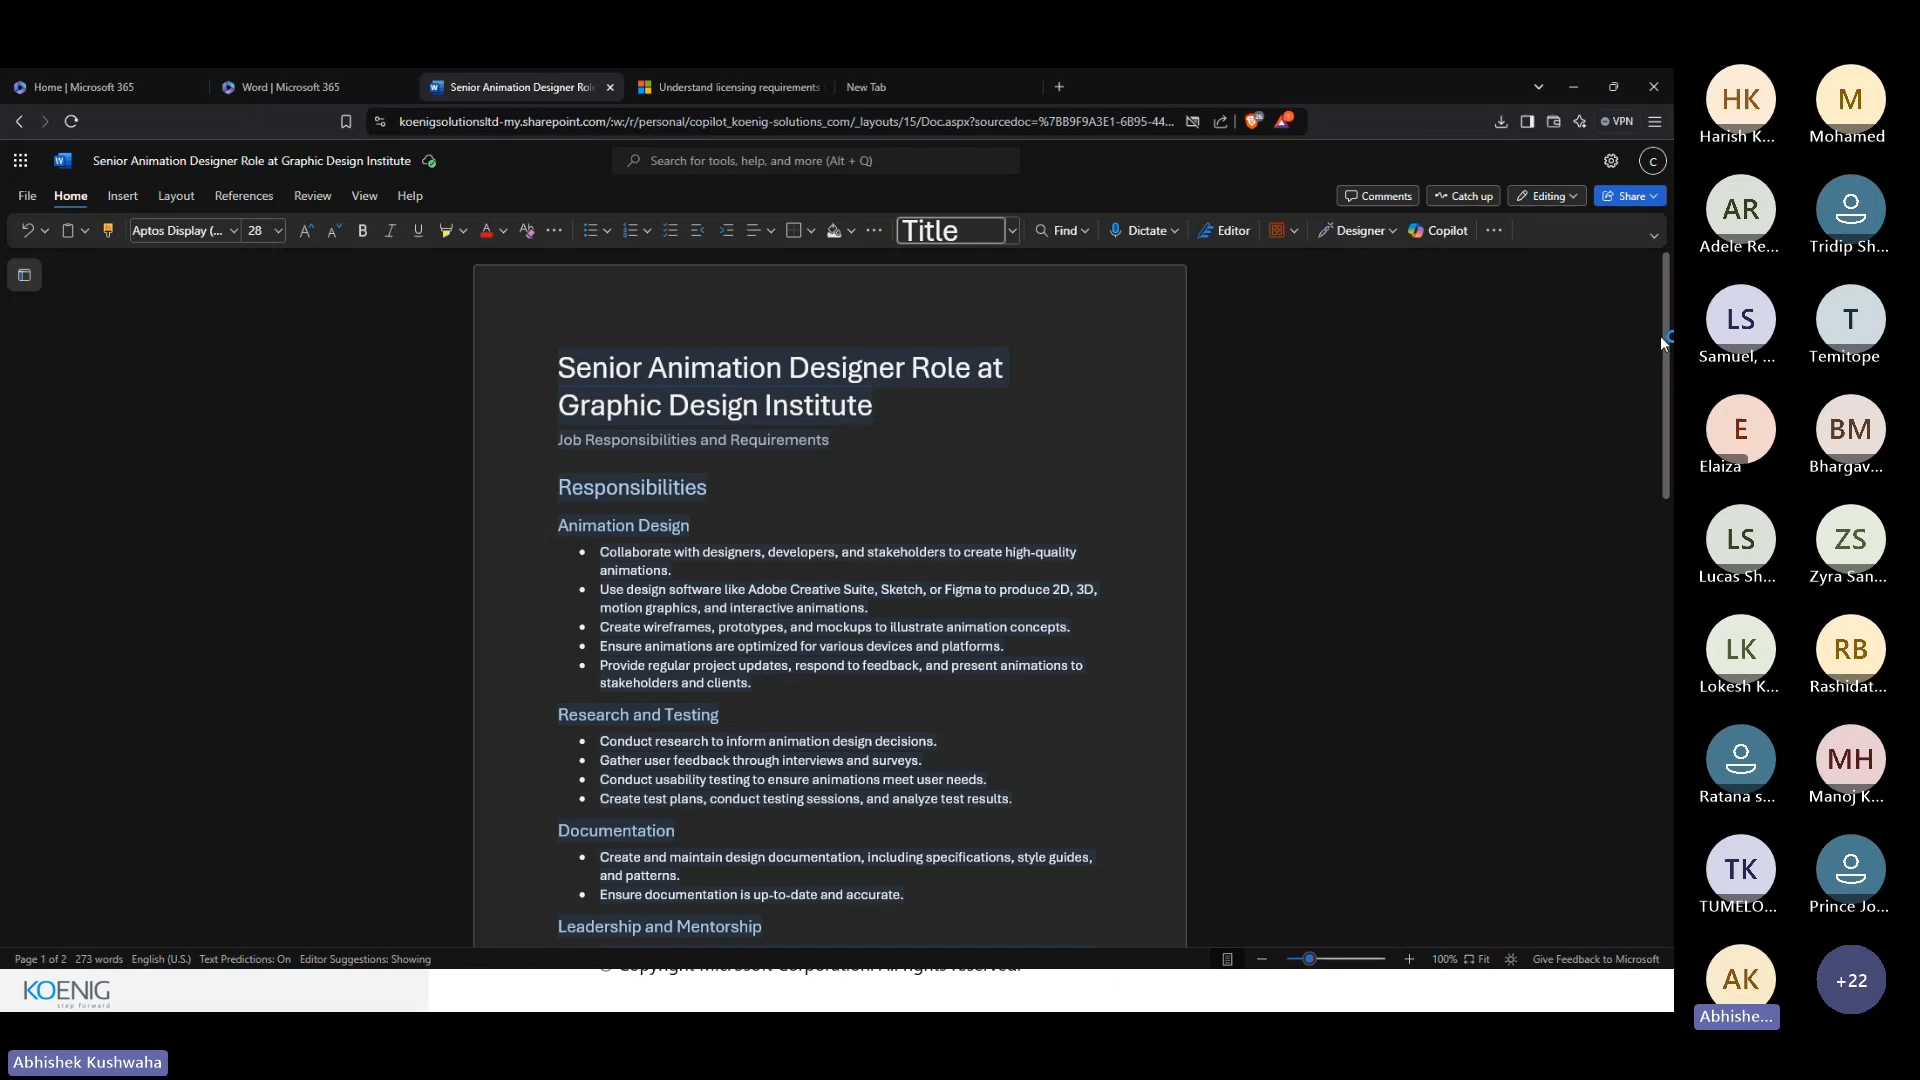 Home | Microsoft 365
Word | Microsoft 365
Senior Animation Designer Rol
Understand licensing requirements
New Tab
koenigsolutionsltd-my.sharepoint.com/:w:/r/personal/copilot_koenig-solutions_com/_layouts/15/Doc.aspx?sourcedoc=%7BB9F9A3E1-6B95-44...
VPN
Senior Animation Designer Role at Graphic Design Institute
Search for tools, help, and more (Alt + Q)
C
File Home Insert Layout References Review View Help
Comments Catch up Editing Share
Aptos Display (... 28
Title
Find Dictate Editor Designer Copilot
Senior Animation Designer Role at
Graphic Design Institute
Job Responsibilities and Requirements
Responsibilities
Animation Design
• Collaborate with designers, developers, and stakeholders to create high-quality
animations.
• Use design software like Adobe Creative Suite, Sketch, or Figma to produce 2D, 3D,
motion graphics, and interactive animations.
• Create wireframes, prototypes, and mockups to illustrate animation concepts.
• Ensure animations are optimized for various devices and platforms.
• Provide regular project updates, respond to feedback, and present animations to
stakeholders and clients.
Research and Testing
• Conduct research to inform animation design decisions.
• Gather user feedback through interviews and surveys.
• Conduct usability testing to ensure animations meet user needs.
• Create test plans, conduct testing sessions, and analyze test results.
Documentation
• Create and maintain design documentation, including specifications, style guides,
and patterns.
• Ensure documentation is up-to-date and accurate.
Leadership and Mentorship
Page 1 of 2 273 words English (U.S.) Text Predictions: On Editor Suggestions: Showing
100% Fit Give Feedback to Microsoft
© Copyright Microsoft Corporation. All rights reserved.
KOENIG
step forward
Abhishek Kushwaha
HK
Harish K...
M
Mohamed
AR
Adele Re...
Tridip Sh...
LS
Samuel, ...
T
Temitope
E
Elaiza
BM
Bhargav...
LS
Lucas Sh...
ZS
Zyra San...
LK
Lokesh K...
RB
Rashidat...
Ratana s...
MH
Manoj K...
TK
TUMELO...
Prince Jo...
AK
Abhishe...
+22